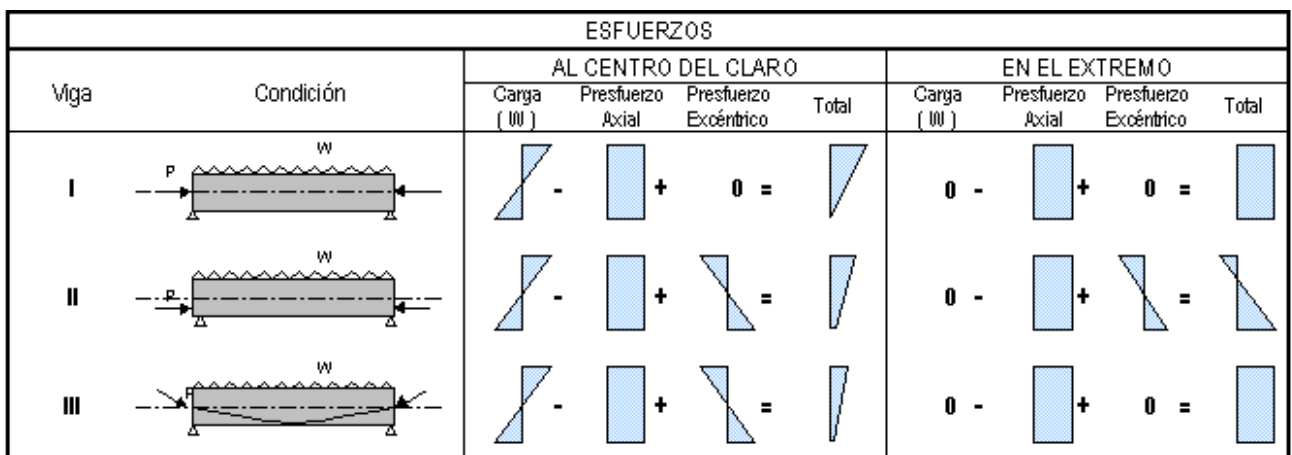 ESFUERZOS
Viga Condición AL CENTRO DEL CLARO EN EL EXTREMO
Carga Presfuerzo Presfuerzo Total Carga Presfuerzo Presfuerzo Total
( W ) Axial Excéntrico ( W ) Axial Excéntrico
I P W - + 0 = 0 - + 0 =
II P W - + = 0 - + =
III P W - + = 0 - + 0 =